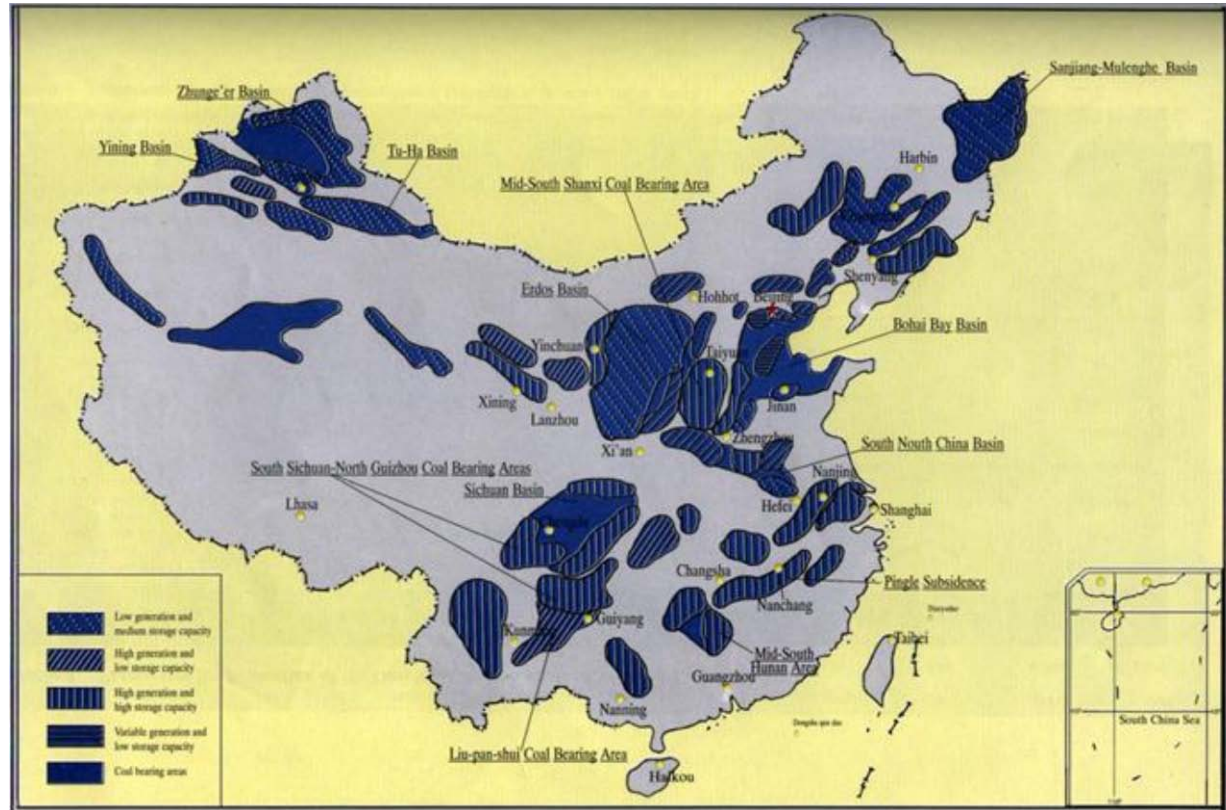 Sanjiang-Mulenghe Basin
Zhunge'er Basin
Yining Basin
Tu-Ha Basin
Harbin
Mid-South Shanxi Coal Bearing Area
Shenyang
Erdos Basin
Hohhot
Beijing
Bohai Bay Basin
Yinchuan
Taiyuan
Xining
Jinan
Lanzhou
Zhengzhou
Xi'an
South Nouth China Basin
South Sichuan-North Guizhou Coal Bearing Areas
Nanjing
Sichuan Basin
Lhasa
Hefei
Shanghai
Changsha
Pingle Subsidence
Nanchang
Guiyang
Kunming
Taibei
Mid-South
Hunan Area
Guangzhou
Nanning
Liu-pan-shui Coal Bearing Area
Haikou
South China Sea
Low generation and
medium storage capacity
High generation and
low storage capacity
High generation and
high storage capacity
Variable generation and
low storage capacity
Coal bearing areas